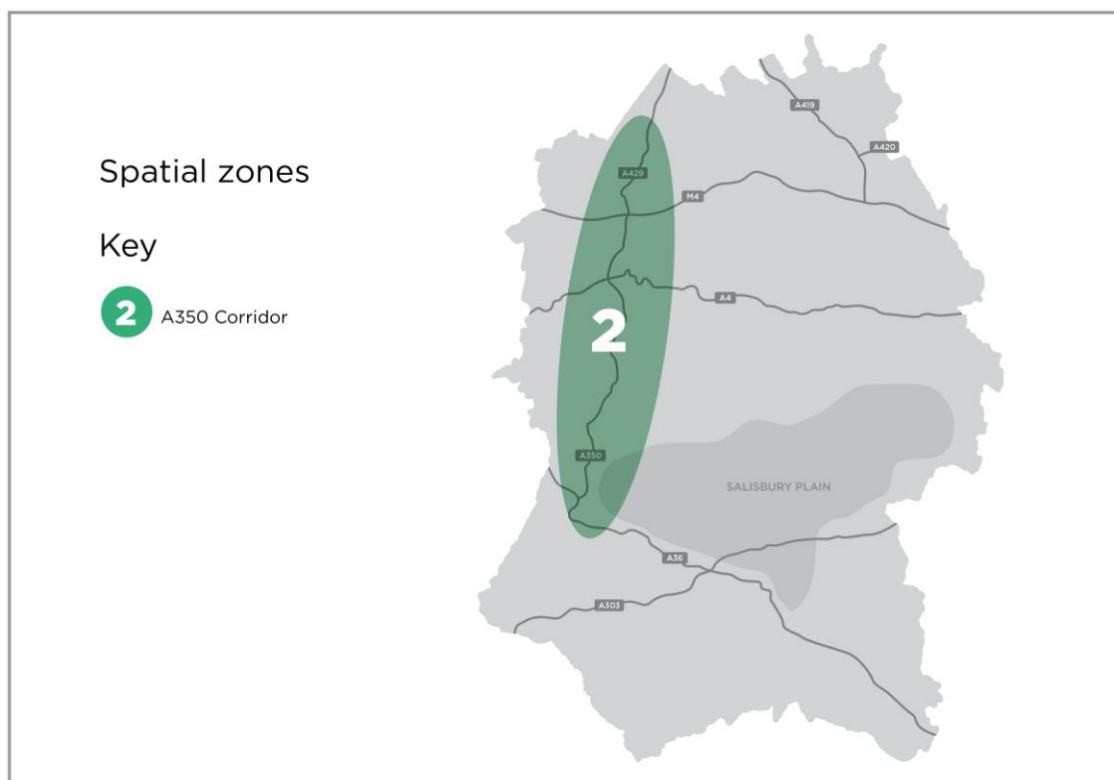 Spatial zones
Key
2 A350 Corridor
A419
A420
A429
M4
A4
2
A350
SALISBURY PLAIN
A36
A303